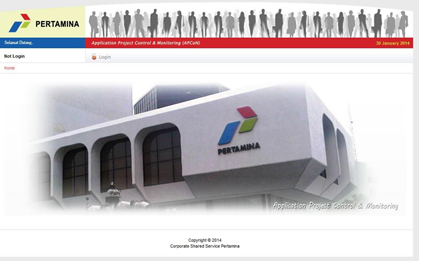 PERTAMINA
Selamat Datang,
Application Project Control & Monitoring (APCoM)
30 January 2014
Not Login
Login
Home
PERTAMINA
Application Project Control & Monitoring
Copyright © 2014
Corporate Shared Service Pertamina